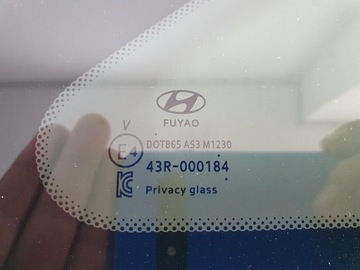 FUYAO
V
DOT865 AS3 M1230
E4
43R-000184
Privacy glass